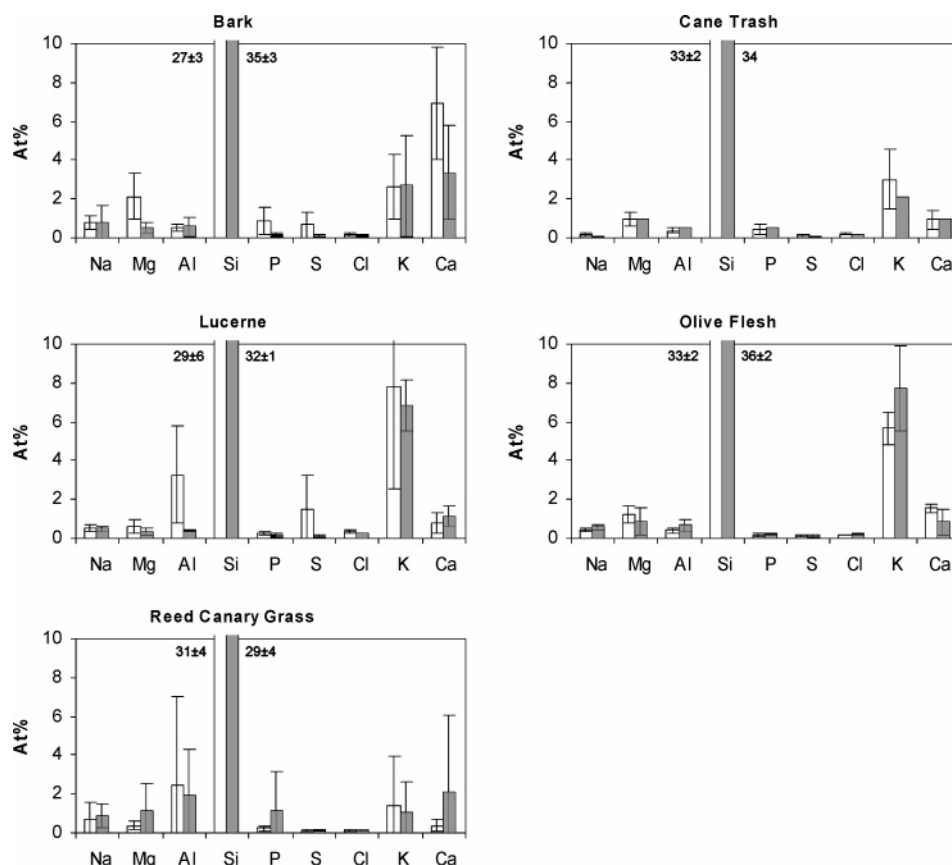 Bark
10
8
6
4
2
0
At%
27±3
35±3
Na Mg Al Si P S Cl K Ca
Cane Trash
10
8
6
4
2
0
At%
33±2
34
Na Mg Al Si P S Cl K Ca
Lucerne
10
8
6
4
2
0
At%
29±6
32±1
Na Mg Al Si P S Cl K Ca
Olive Flesh
10
8
6
4
2
0
At%
33±2
36±2
Na Mg Al Si P S Cl K Ca
Reed Canary Grass
10
8
6
4
2
0
At%
31±4
29±4
Na Mg Al Si P S Cl K Ca